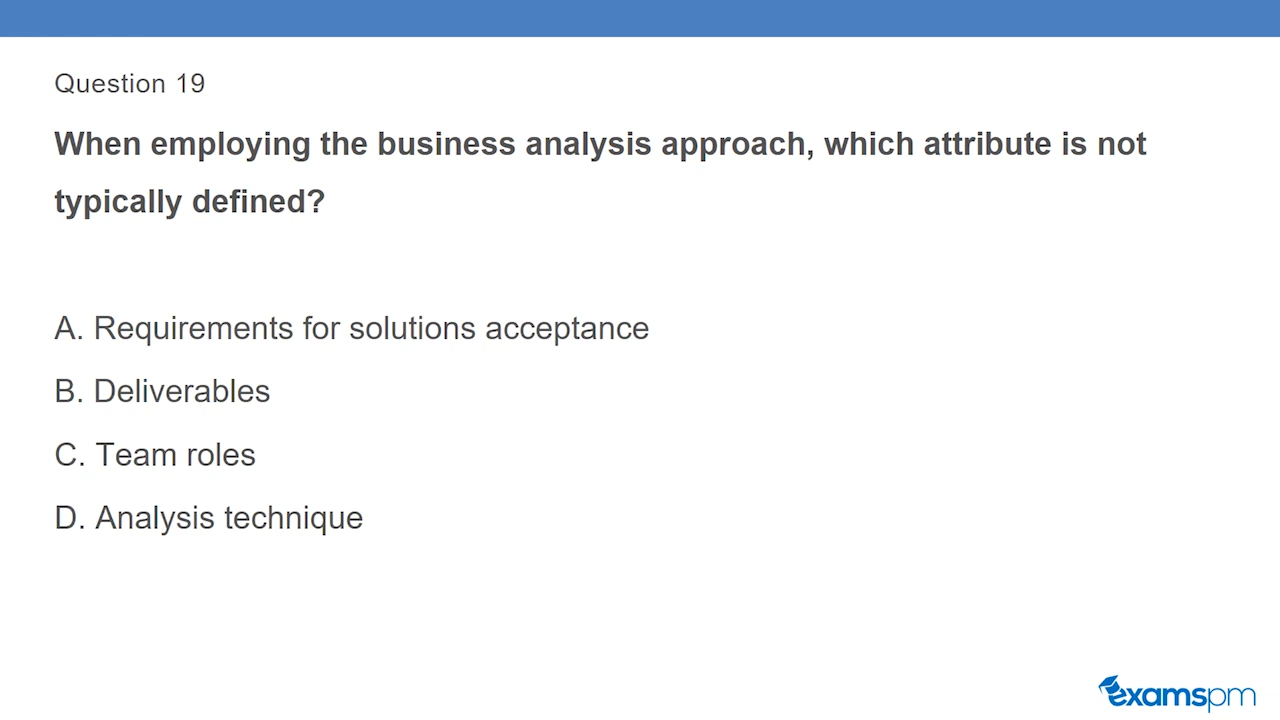 Question 19
When employing the business analysis approach, which attribute is not
typically defined?
A. Requirements for solutions acceptance
B. Deliverables
C. Team roles
D. Analysis technique
examspm